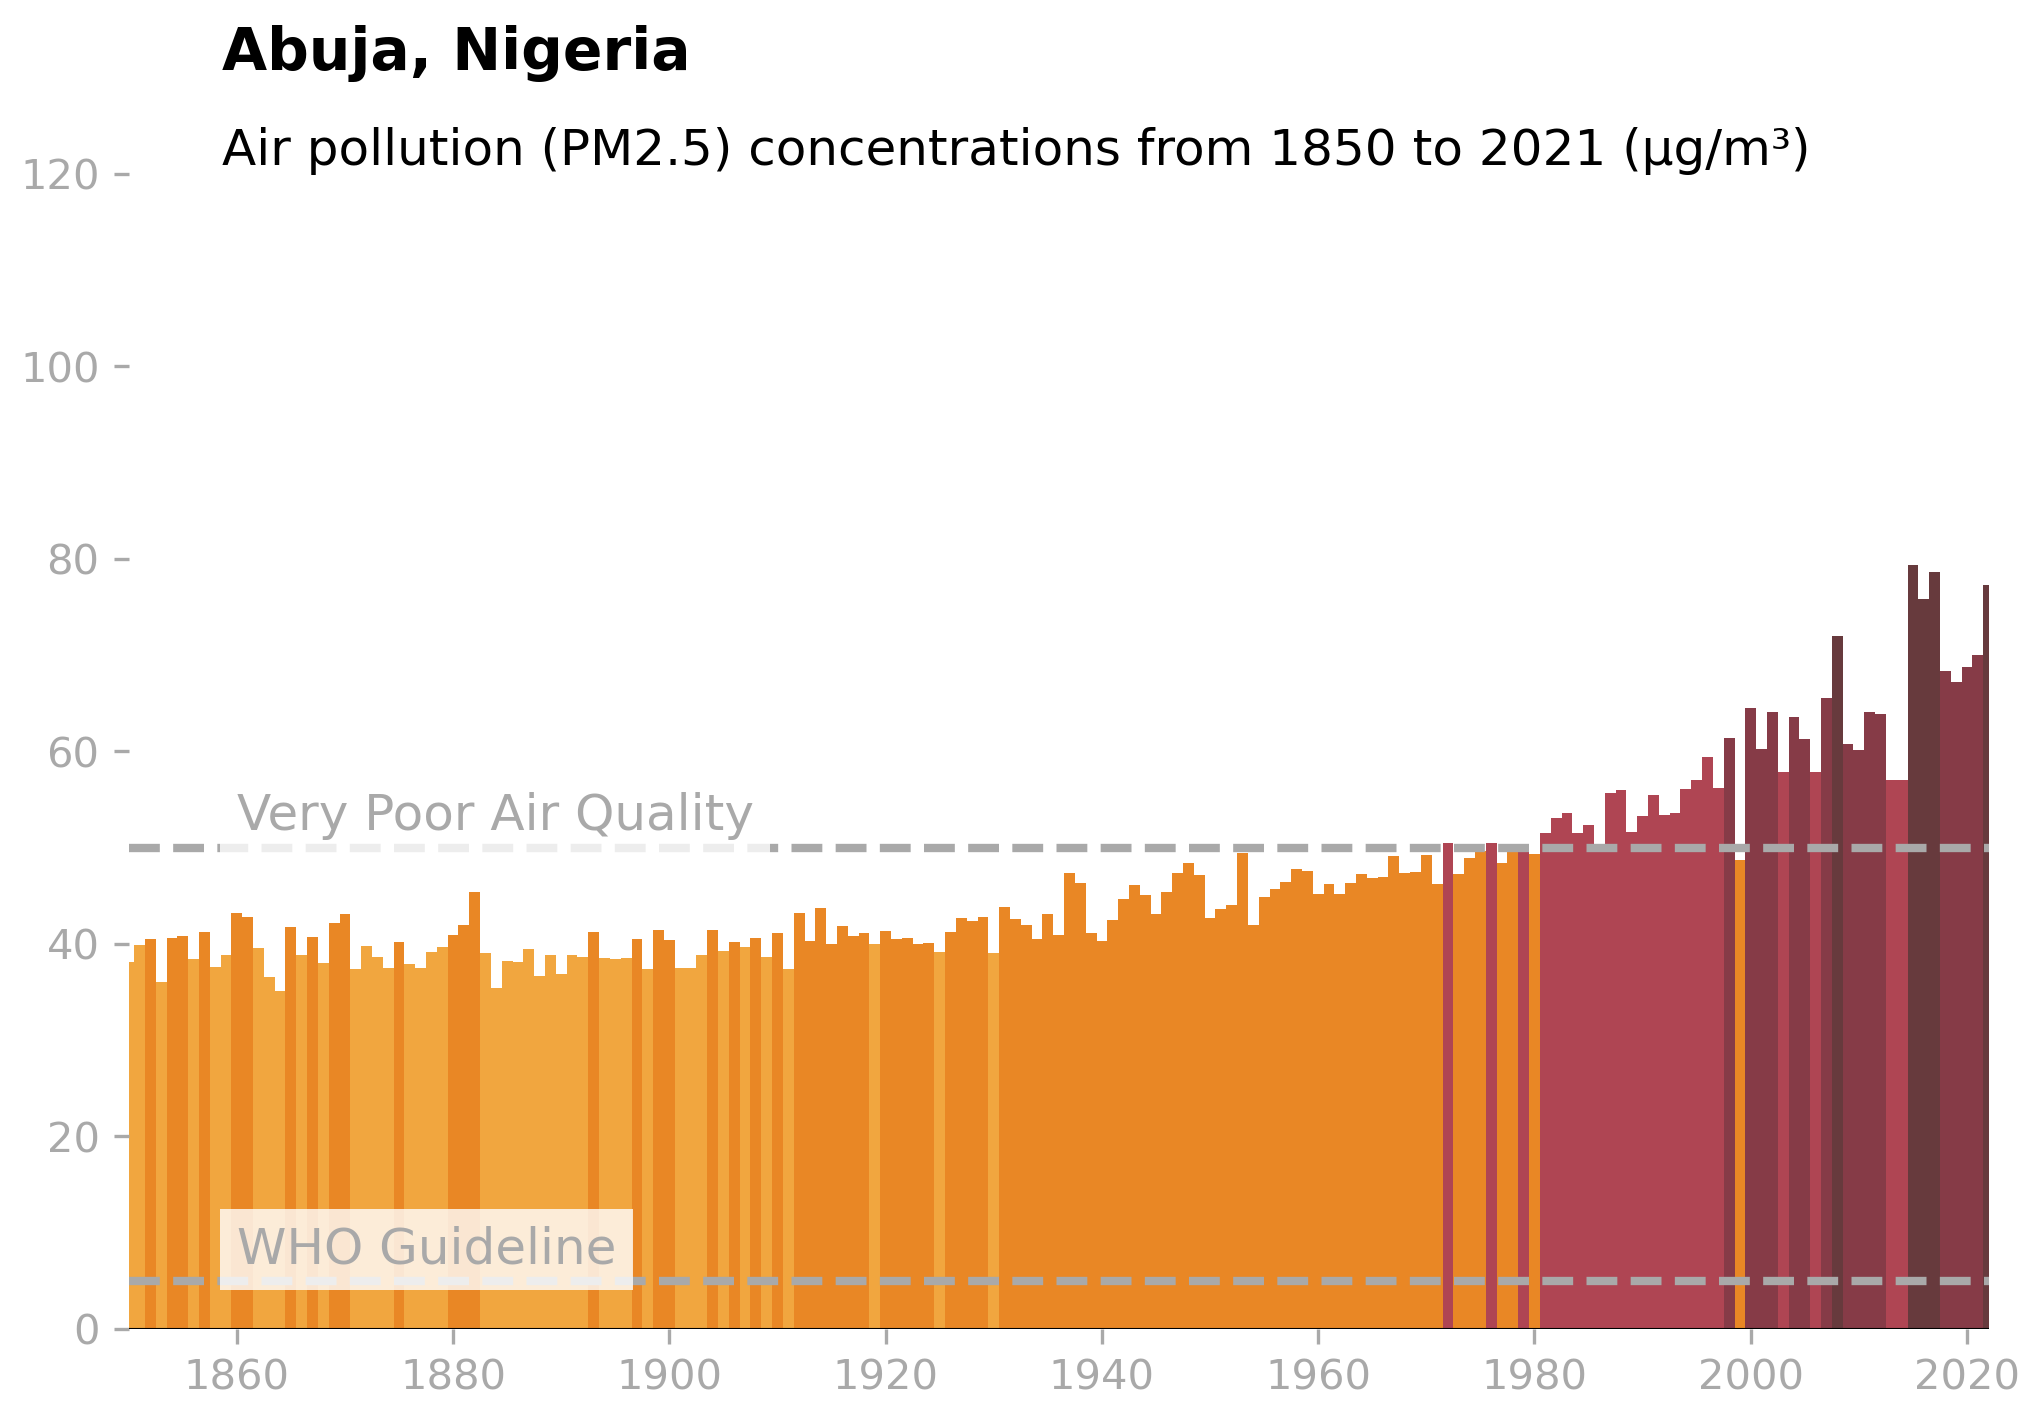 Abuja, Nigeria
Air pollution (PM2.5) concentrations from 1850 to 2021 (μg/m³)
120
100
80
60
Very Poor Air Quality
40
20
WHO Guideline
0
1860 1880 1900 1920 1940 1960 1980 2000 2020